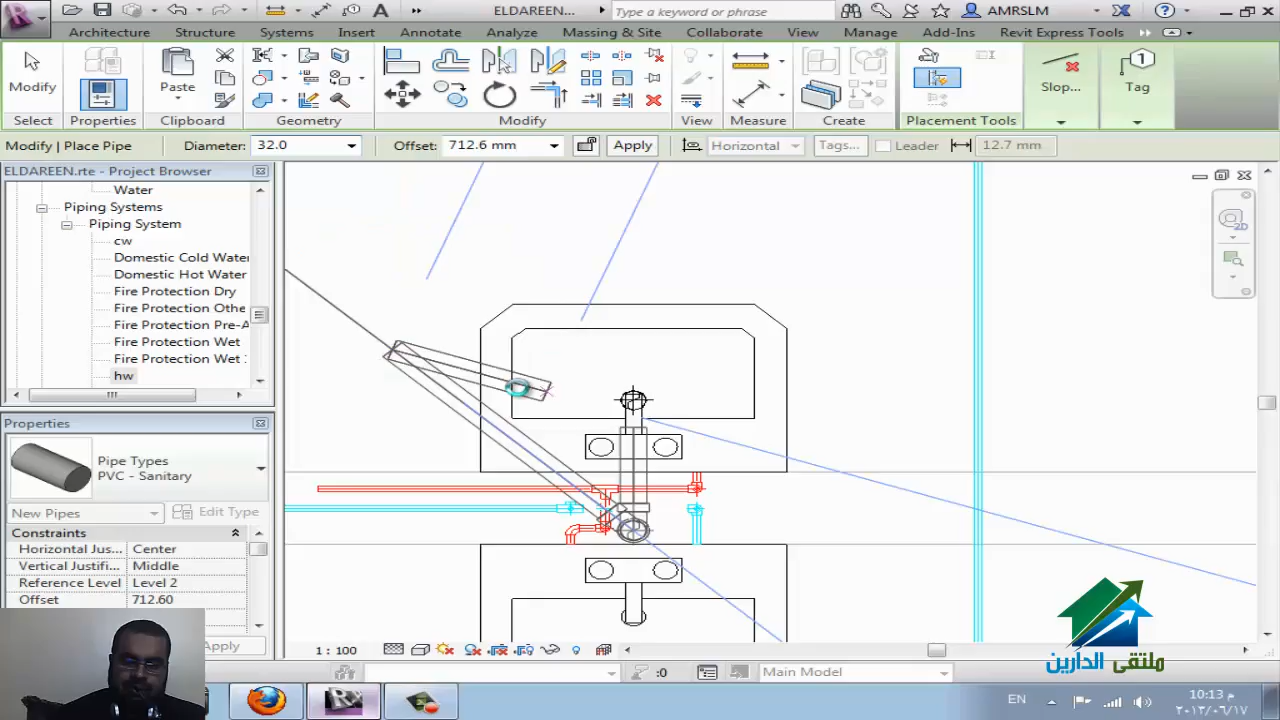 ELDAREEN....
Type a keyword or phrase
AMRSLM
Architecture Structure Systems Insert Annotate Analyze Massing & Site Collaborate View Manage Add-Ins Revit Express Tools
Modify
Paste
Slop...
Tag
Select Properties Clipboard Geometry Modify View Measure Create Placement Tools
Modify | Place Pipe Diameter: 32.0 Offset: 712.6 mm Apply Horizontal Tags... Leader 12.7 mm
ELDAREEN.rte - Project Browser
Water
Piping Systems
Piping System
cw
Domestic Cold Water
Domestic Hot Water
Fire Protection Dry
Fire Protection Othe
Fire Protection Pre-A
Fire Protection Wet
Fire Protection Wet
hw
Properties
Pipe Types
PVC - Sanitary
New Pipes Edit Type
Constraints
Horizontal Jus... Center
Vertical Justifi... Middle
Reference Level Level 2
Offset 712.60
Apply
1 : 100
:0
Main Model
ملتقى الدارين
EN
10:13 م
٢٠١٣/٠٦/١٧